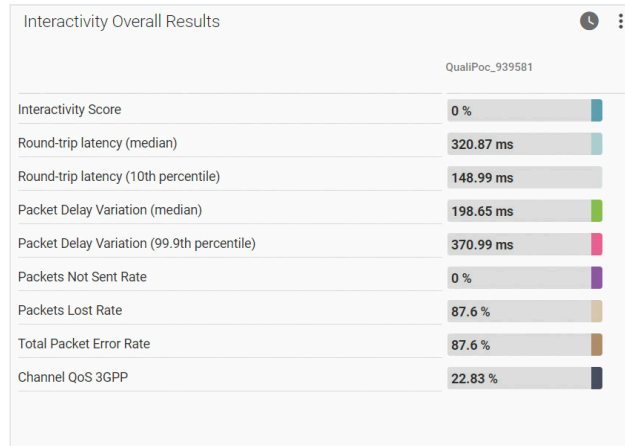 Interactivity Overall Results
QualiPoc_939581
Interactivity Score 0 %
Round-trip latency (median) 320.87 ms
Round-trip latency (10th percentile) 148.99 ms
Packet Delay Variation (median) 198.65 ms
Packet Delay Variation (99.9th percentile) 370.99 ms
Packets Not Sent Rate 0 %
Packets Lost Rate 87.6 %
Total Packet Error Rate 87.6 %
Channel QoS 3GPP 22.83 %